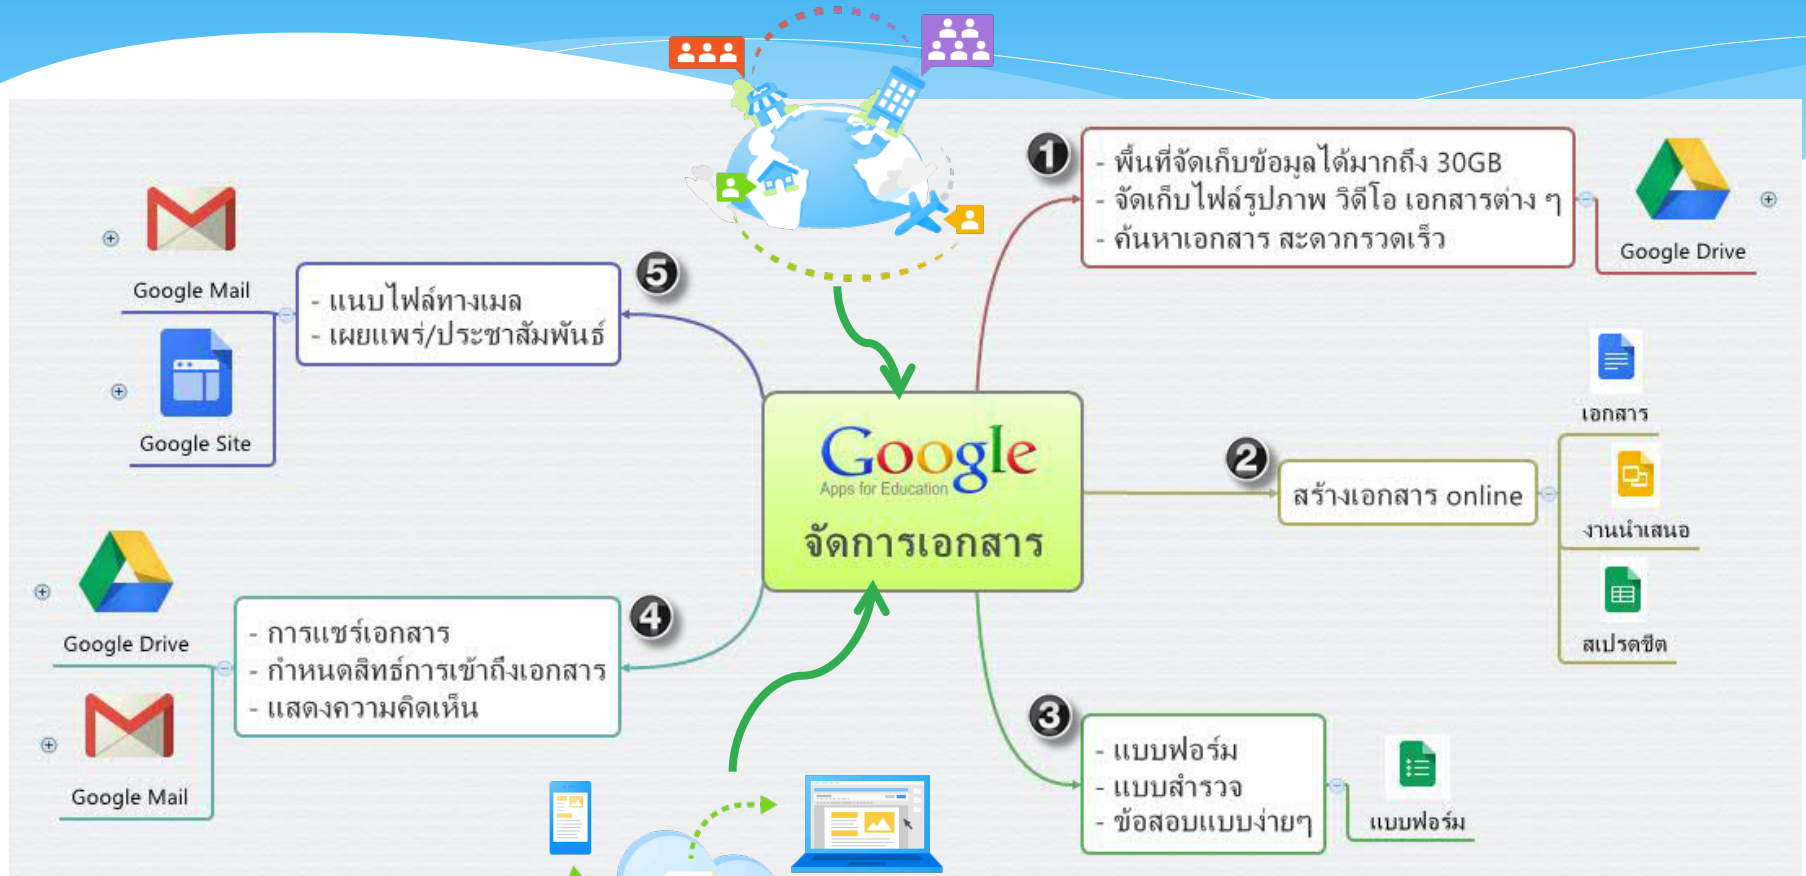 Google
Apps for Education
จัดการเอกสาร
1
- พื้นที่จัดเก็บข้อมูลได้มากถึง 30GB
- จัดเก็บไฟล์รูปภาพ วิดีโอ เอกสารต่าง ๆ
- ค้นหาเอกสาร สะดวกรวดเร็ว
Google Drive
2
สร้างเอกสาร online
เอกสาร
งานนำเสนอ
สเปรดชีต
3
- แบบฟอร์ม
- แบบสำรวจ
- ข้อสอบแบบง่ายๆ
แบบฟอร์ม
4
- การแชร์เอกสาร
- กำหนดสิทธ์การเข้าถึงเอกสาร
- แสดงความคิดเห็น
Google Drive
Google Mail
5
- แนบไฟล์ทางเมล
- เผยแพร่/ประชาสัมพันธ์
Google Mail
Google Site